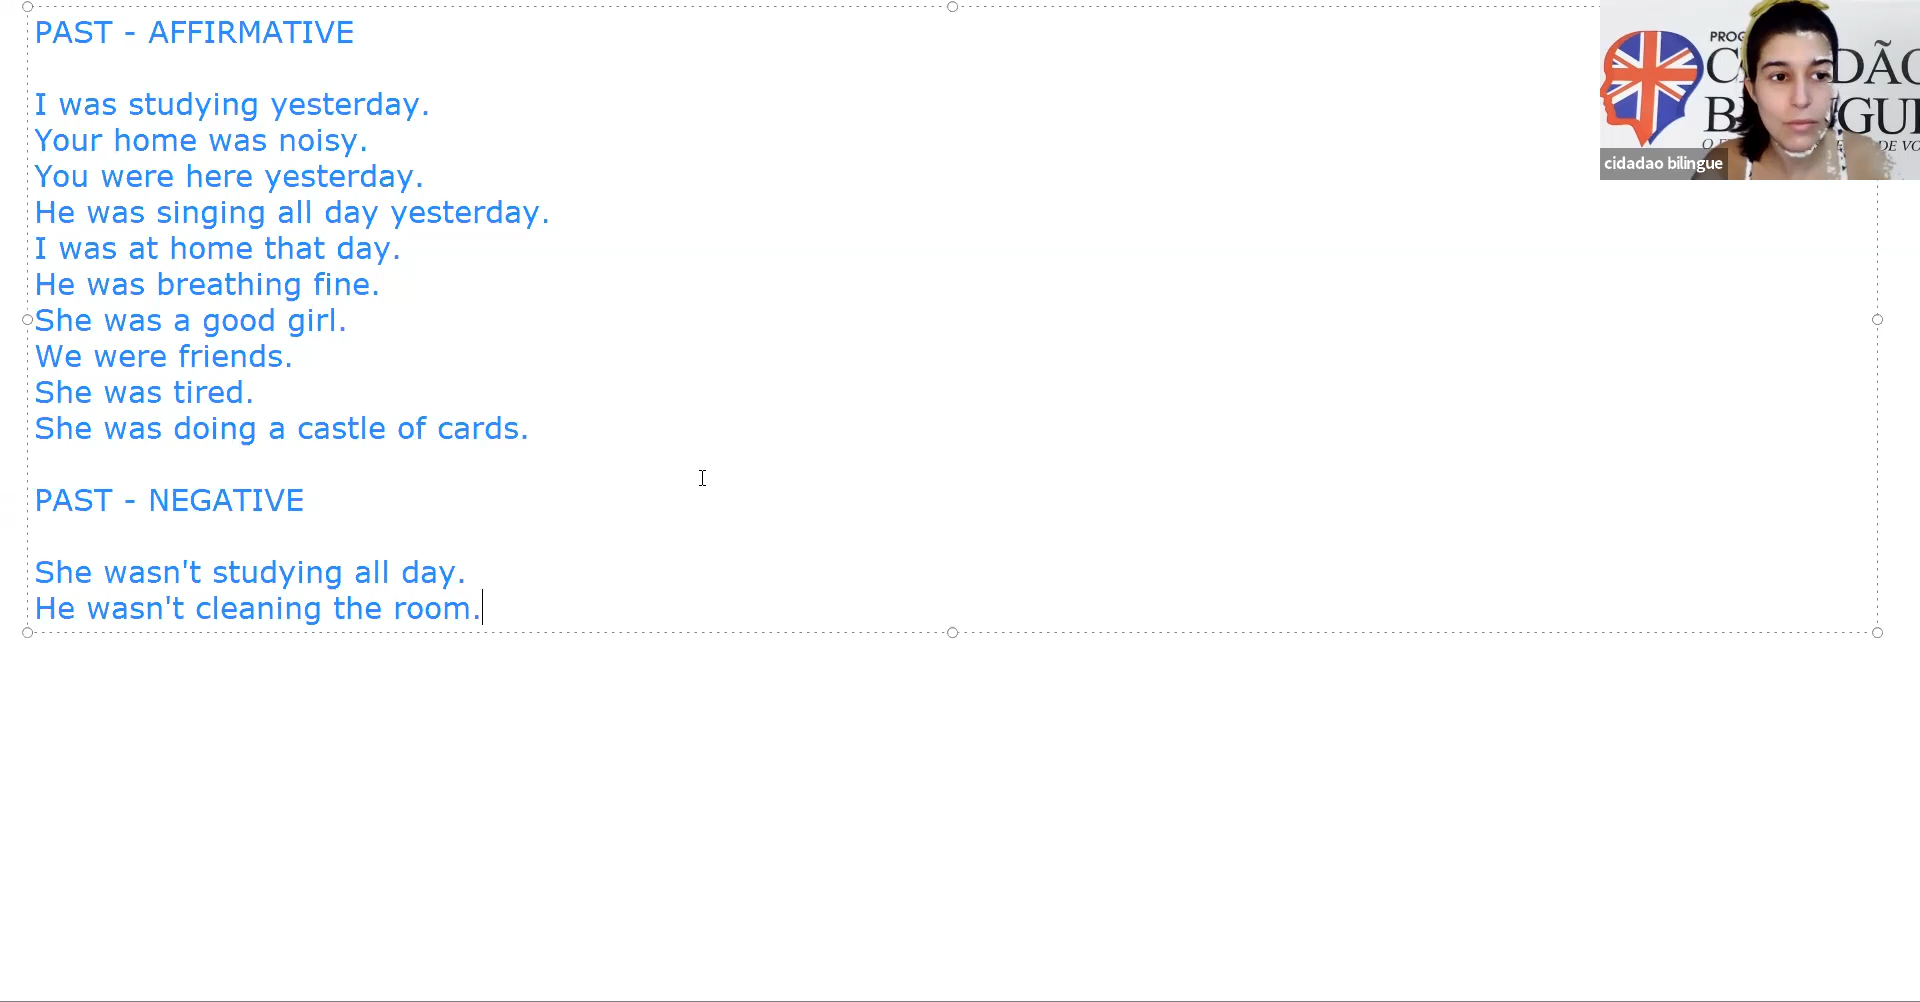 PAST - AFFIRMATIVE
I was studying yesterday.
Your home was noisy.
You were here yesterday.
He was singing all day yesterday.
I was at home that day.
He was breathing fine.
She was a good girl.
We were friends.
She was tired.
She was doing a castle of cards.
PAST - NEGATIVE
She wasn't studying all day.
He wasn't cleaning the room.
cidadao bilingue